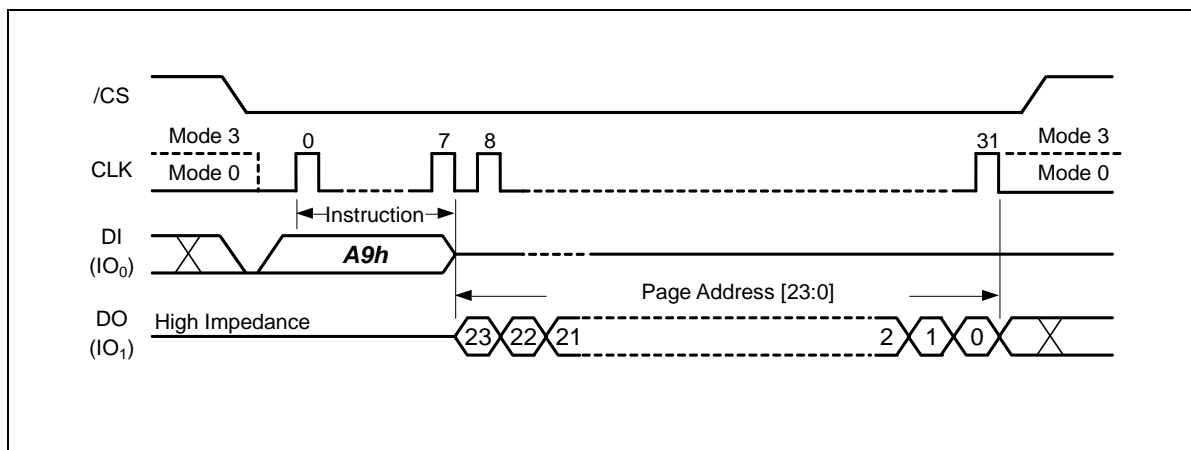 /CS
Mode 3 0 7 8 31 Mode 3
CLK Mode 0 Mode 0
Instruction
DI A9h
(IO0)
Page Address [23:0]
DO High Impedance
(IO1) 23 22 21 2 1 0